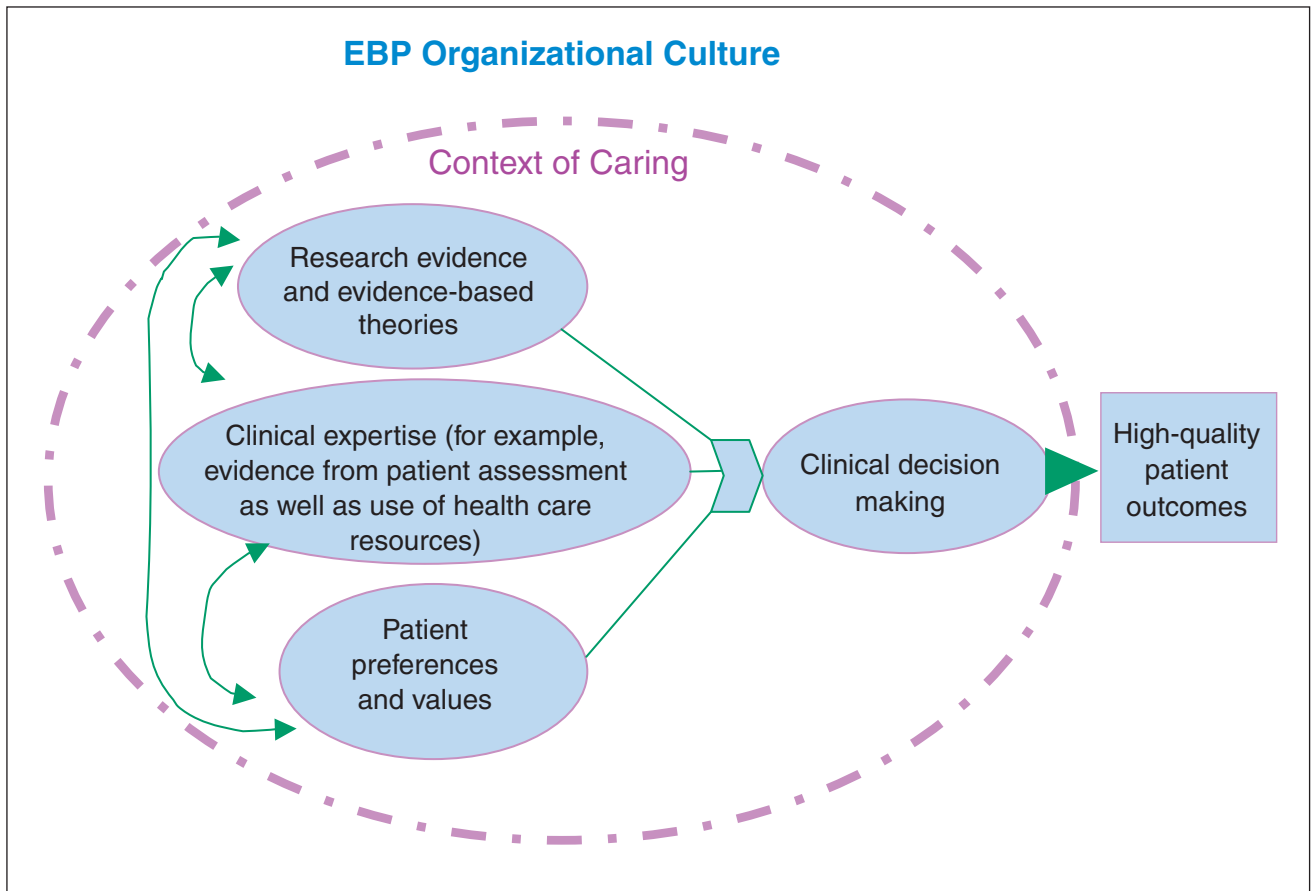 EBP Organizational Culture
Context of Caring
Research evidence
and evidence-based
theories
Clinical expertise (for example,
evidence from patient assessment
as well as use of health care
resources)
Patient
preferences
and values
Clinical decision
making
High-quality
patient
outcomes